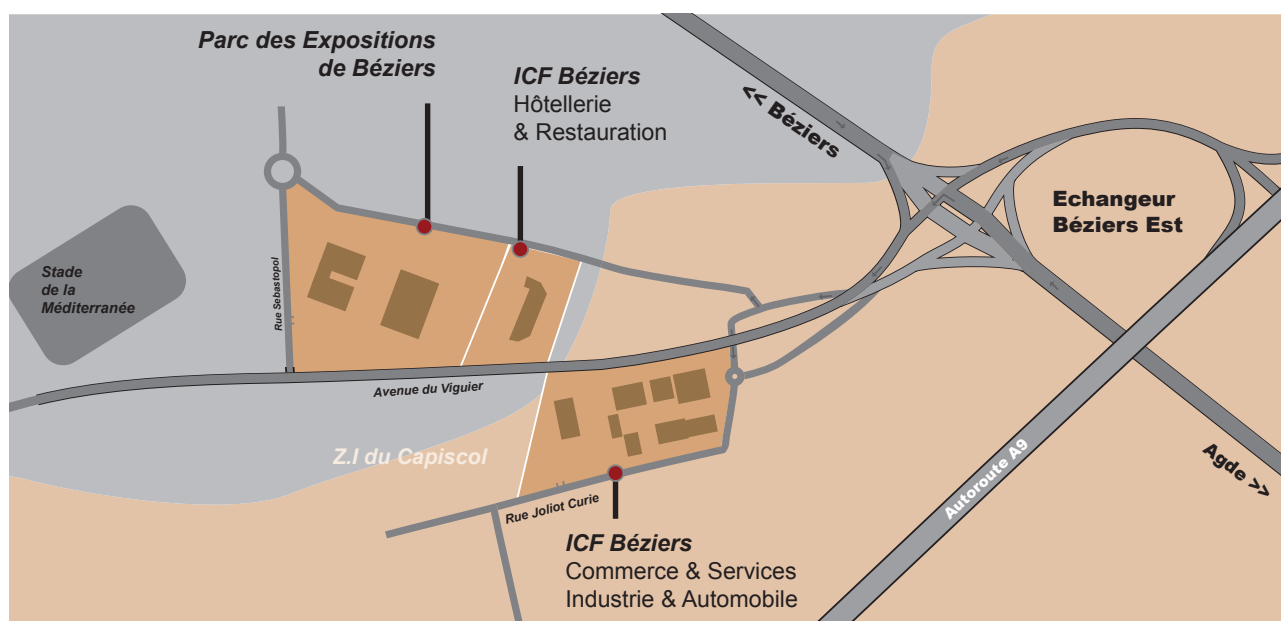 Parc des Expositions
de Béziers
ICF Béziers
Hôtellerie
& Restauration
<< Béziers
Echangeur
Béziers Est
Stade
de la
Méditerranée
Rue Sebastopol
Avenue du Viguier
Z.I du Capiscol
Rue Joliot Curie
Autoroute A9
Agde >>
ICF Béziers
Commerce & Services
Industrie & Automobile